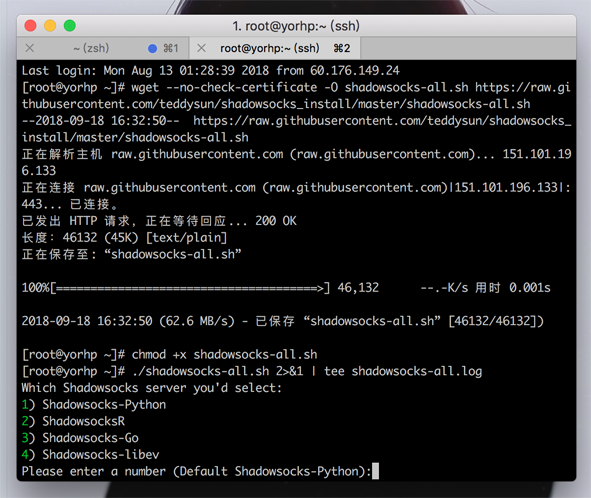 1. root@yorhp:~ (ssh)
~ (zsh) ⌘1 root@yorhp:~ (ssh) ⌘2
Last login: Mon Aug 13 01:28:39 2018 from 60.176.149.24
[root@yorhp ~]# wget --no-check-certificate -O shadowsocks-all.sh https://raw.gi
thubusercontent.com/teddysun/shadowsocks_install/master/shadowsocks-all.sh
--2018-09-18 16:32:50--  https://raw.githubusercontent.com/teddysun/shadowsocks_
install/master/shadowsocks-all.sh
正在解析主机 raw.githubusercontent.com (raw.githubusercontent.com)... 151.101.19
6.133
正在连接 raw.githubusercontent.com (raw.githubusercontent.com)|151.101.196.133|:
443... 已连接。
已发出 HTTP 请求，正在等待回应... 200 OK
长度：46132 (45K) [text/plain]
正在保存至: “shadowsocks-all.sh”
100%[======================================>] 46,132      --.-K/s 用时 0.001s
2018-09-18 16:32:50 (62.6 MB/s) - 已保存 “shadowsocks-all.sh” [46132/46132])
[root@yorhp ~]# chmod +x shadowsocks-all.sh
[root@yorhp ~]# ./shadowsocks-all.sh 2>&1 | tee shadowsocks-all.log
Which Shadowsocks server you'd select:
1) Shadowsocks-Python
2) ShadowsocksR
3) Shadowsocks-Go
4) Shadowsocks-libev
Please enter a number (Default Shadowsocks-Python):